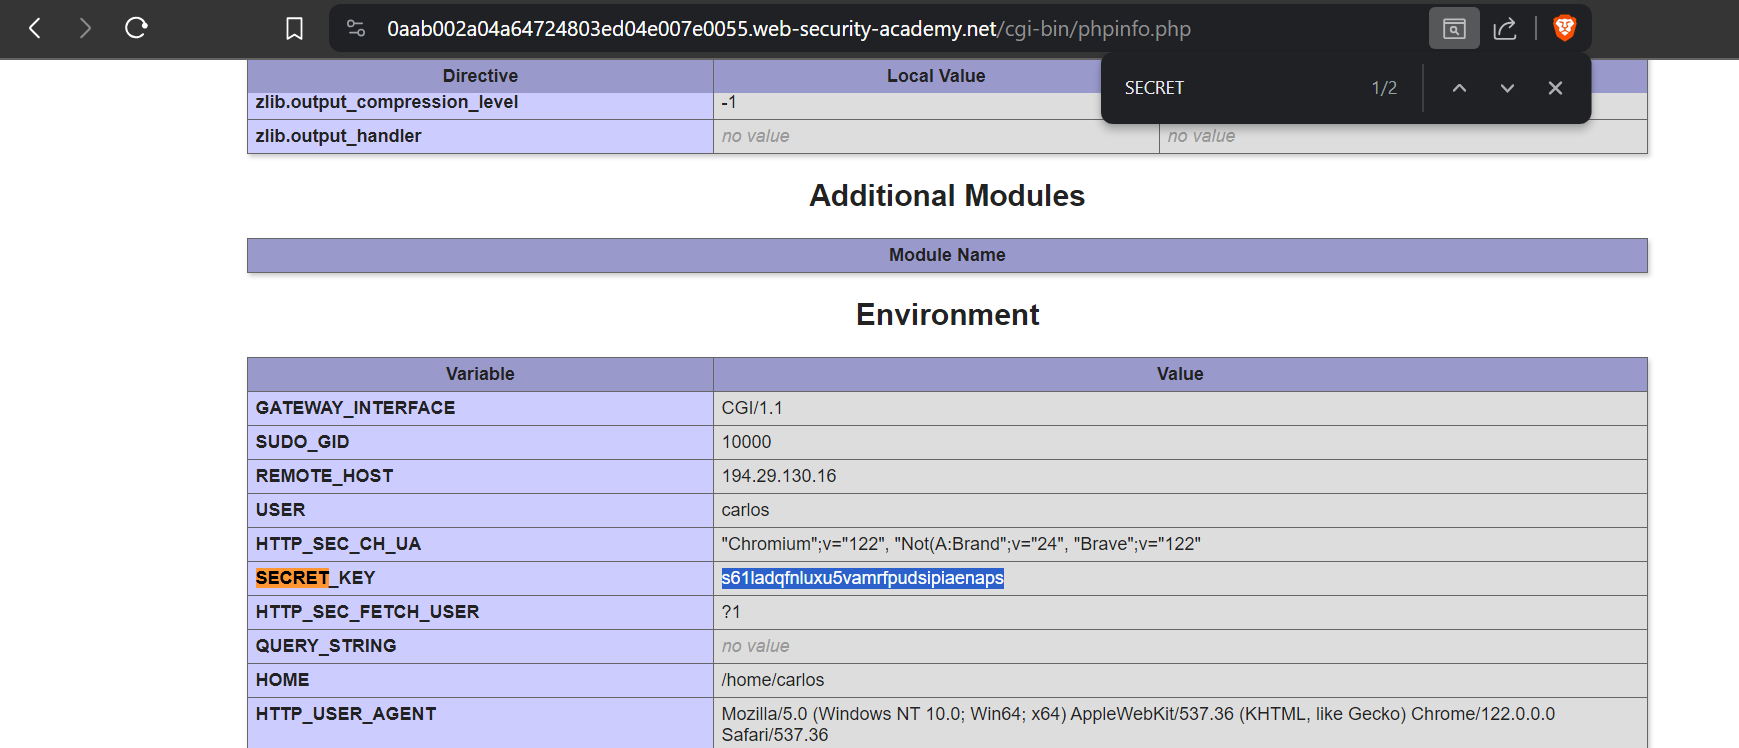 0aab002a04a64724803ed04e007e0055.web-security-academy.net/cgi-bin/phpinfo.php
SECRET 1/2
Directive Local Value
zlib.output_compression_level -1
zlib.output_handler no value no value
Additional Modules
Module Name
Environment
Variable Value
GATEWAY_INTERFACE CGI/1.1
SUDO_GID 10000
REMOTE_HOST 194.29.130.16
USER carlos
HTTP_SEC_CH_UA "Chromium";v="122", "Not(A:Brand";v="24", "Brave";v="122"
SECRET_KEY s61ladqfnluxu5vamrfpudsipiaenaps
HTTP_SEC_FETCH_USER ?1
QUERY_STRING no value
HOME /home/carlos
HTTP_USER_AGENT Mozilla/5.0 (Windows NT 10.0; Win64; x64) AppleWebKit/537.36 (KHTML, like Gecko) Chrome/122.0.0.0
Safari/537.36